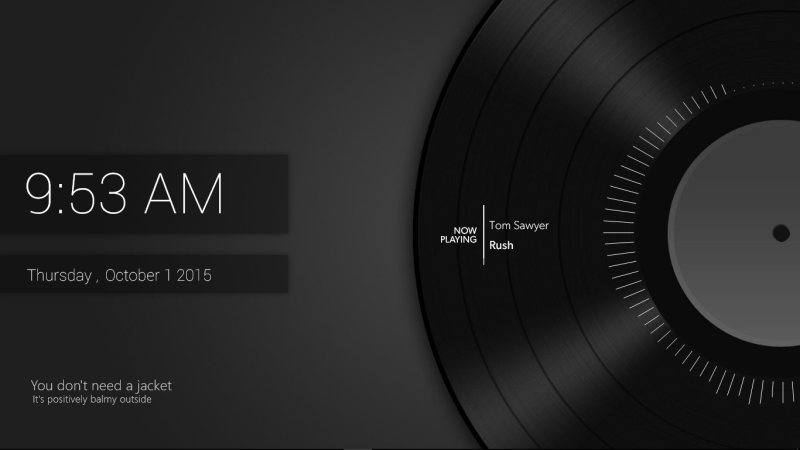 9:53 AM
Thursday , October 1 2015
You don't need a jacket
It's positively balmy outside
NOW
PLAYING
Tom Sawyer
Rush